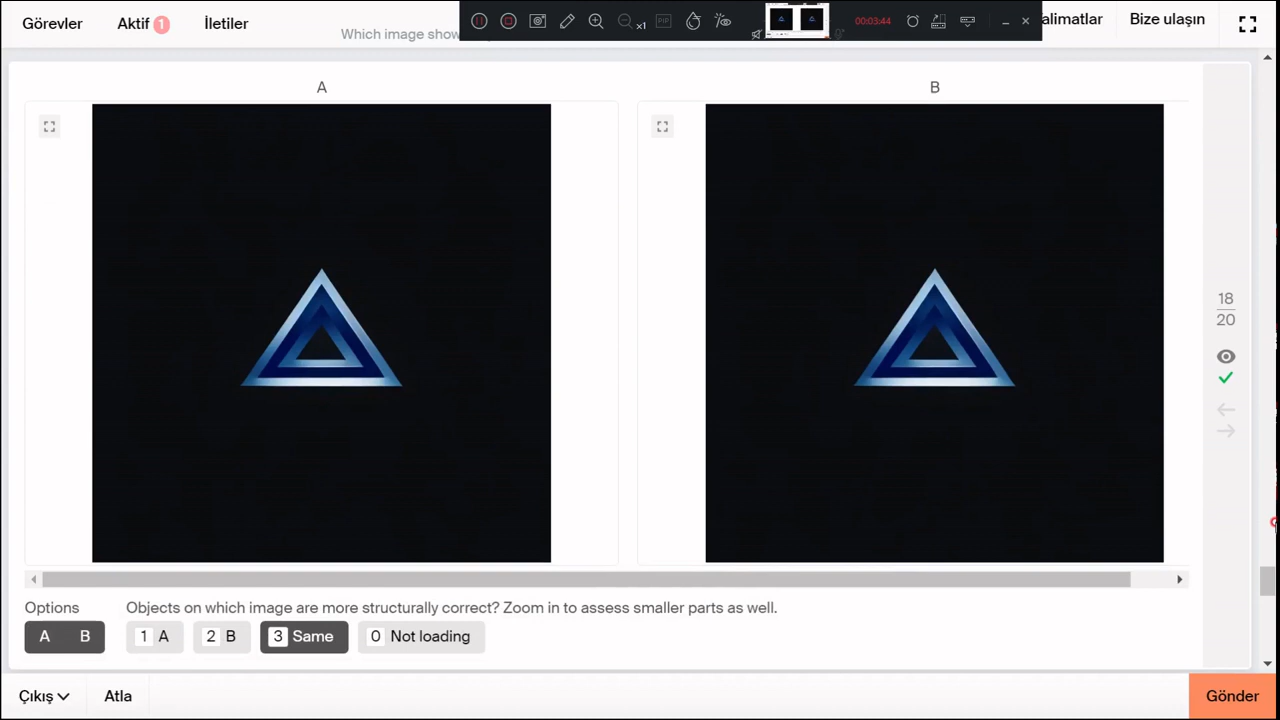 Görevler Aktif 1 İletiler
Which image show
PIP x1 00:03:44
alimatlar Bize ulaşın
A B
18
20
Options Objects on which image are more structurally correct? Zoom in to assess smaller parts as well.
A B 1 A 2 B 3 Same 0 Not loading
Çıkış Atla Gönder